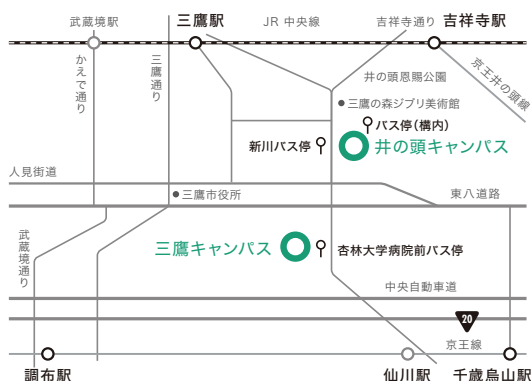 武蔵境駅
三鷹駅
JR 中央線
吉祥寺通り
吉祥寺駅
かえで通り
三鷹通り
京王井の頭線
井の頭恩賜公園
三鷹の森ジブリ美術館
バス停(構内)
新川バス停
井の頭キャンパス
人見街道
三鷹市役所
東八道路
武蔵境通り
三鷹キャンパス
杏林大学病院前バス停
中央自動車道
20
京王線
調布駅
仙川駅
千歳烏山駅